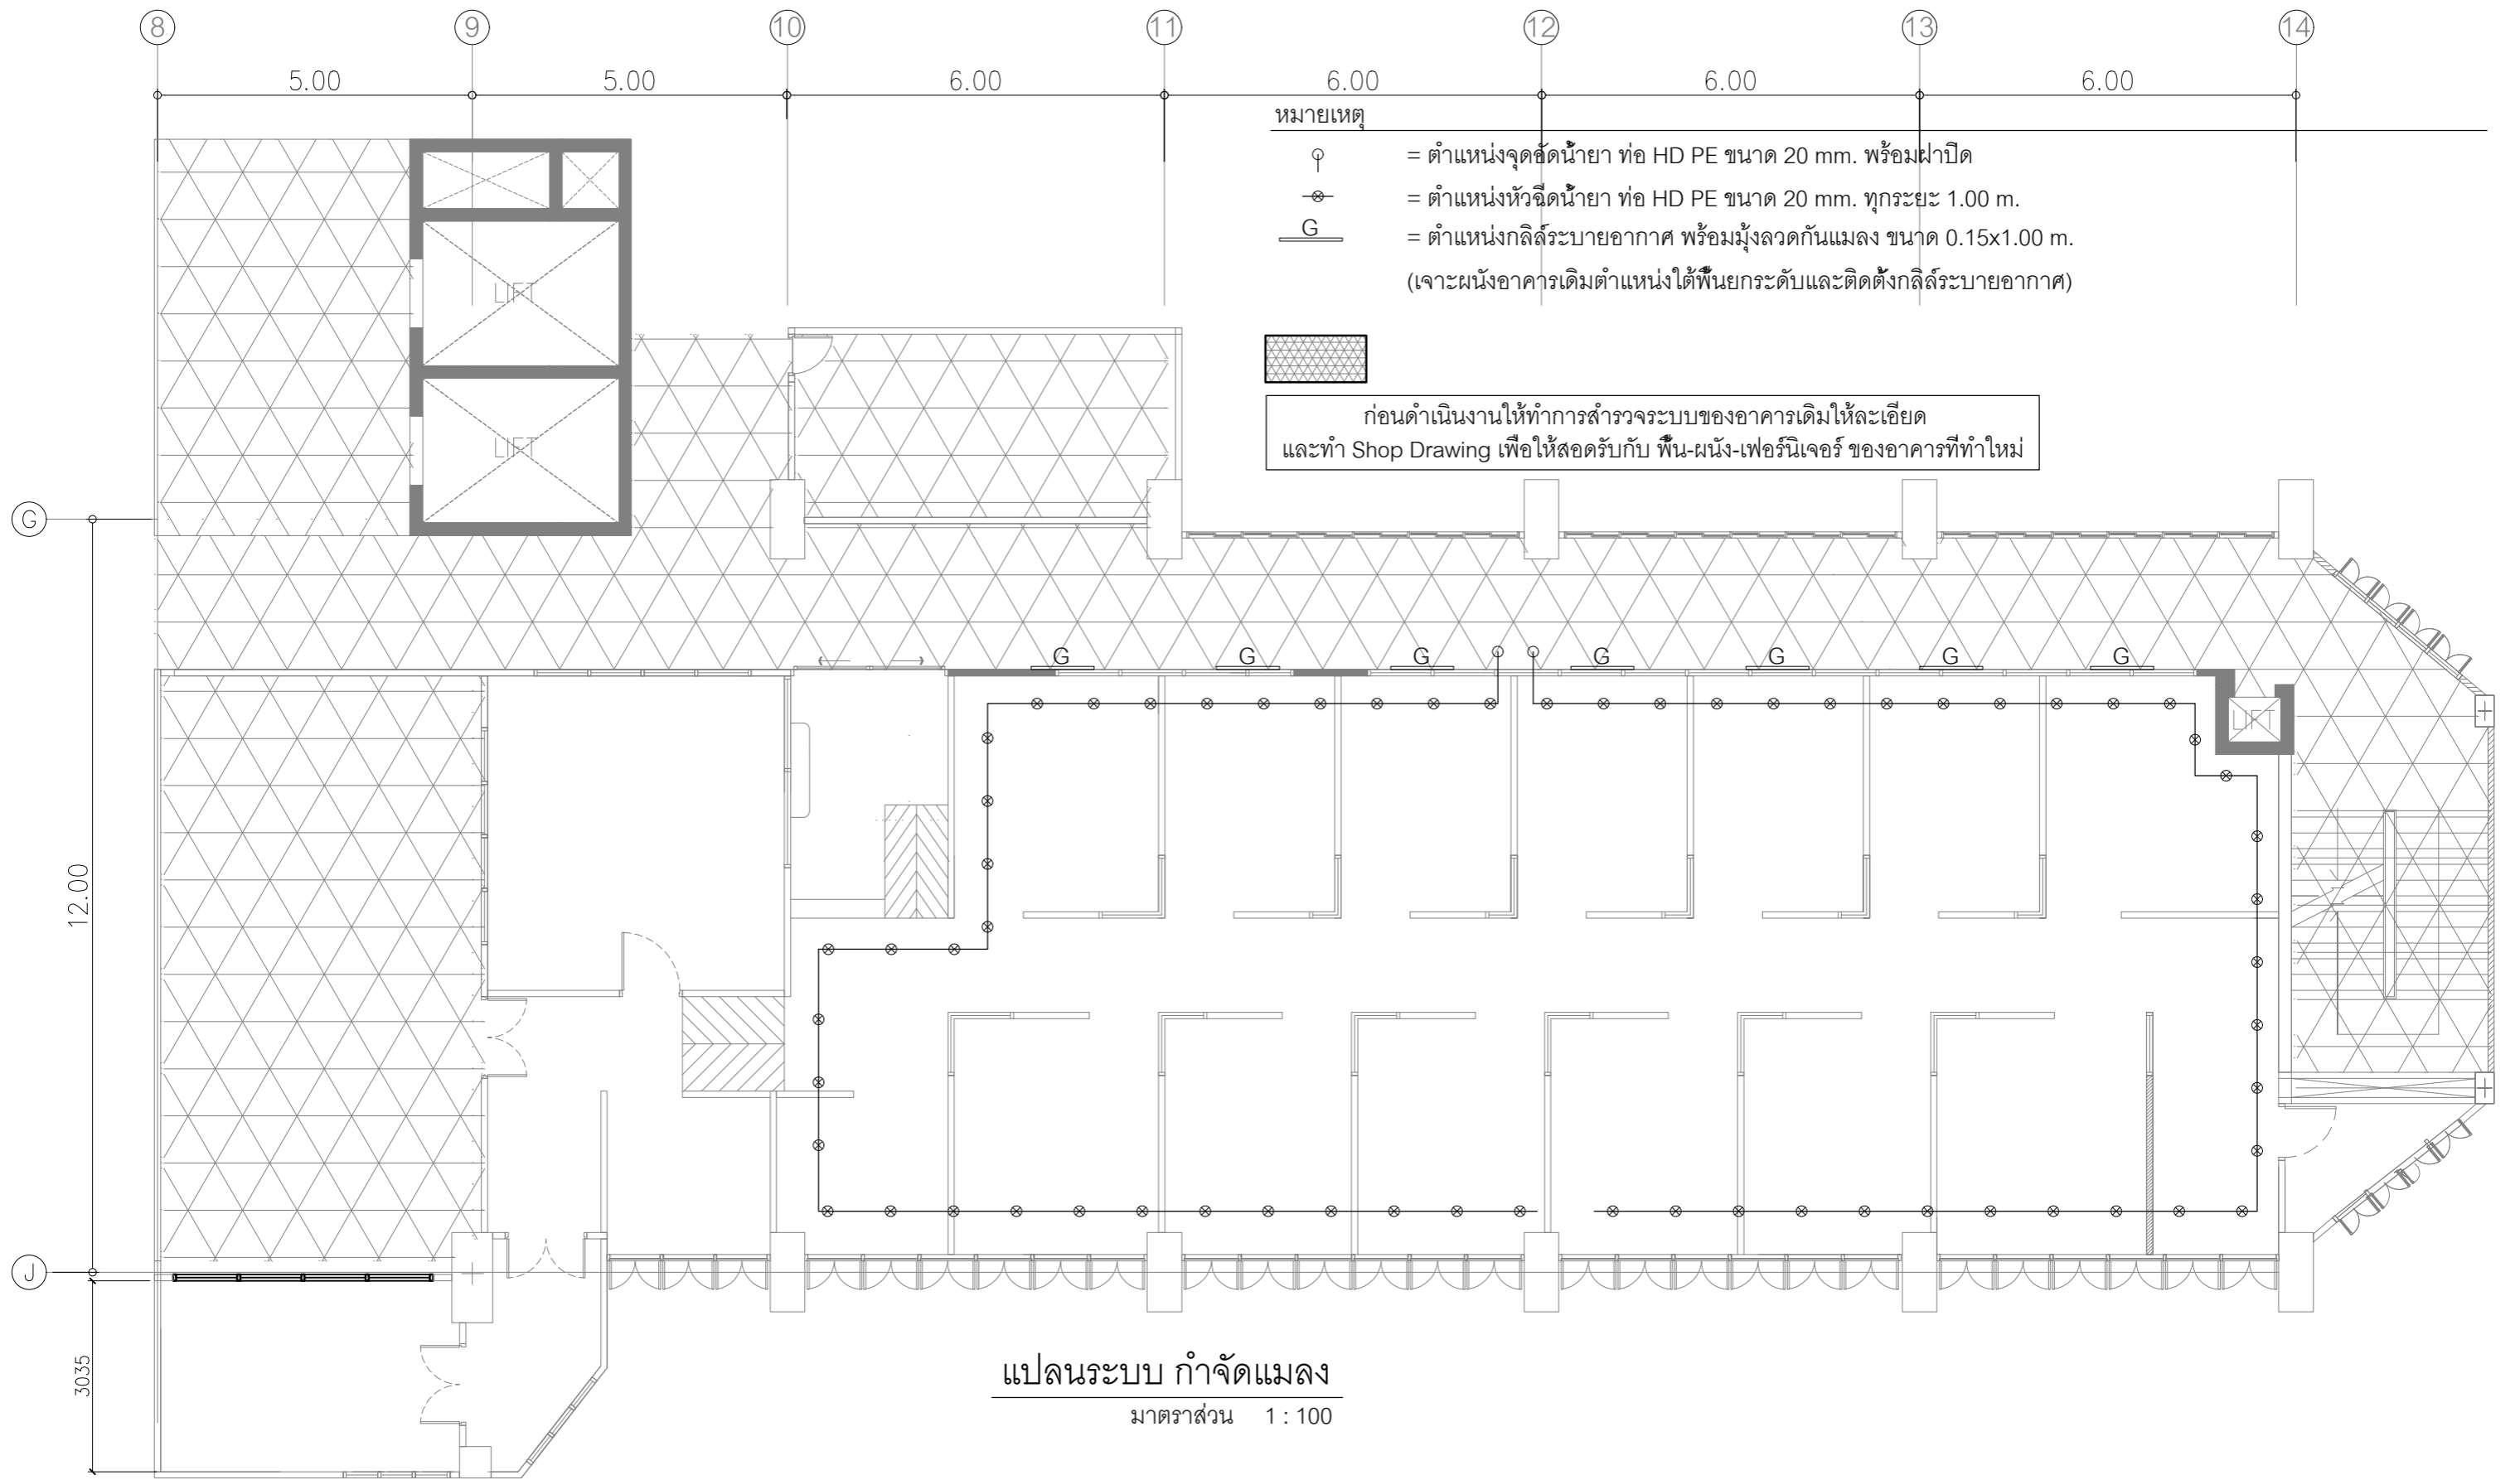 8 9 10 11 12 13 14
5.00 5.00 6.00 6.00 6.00 6.00
หมายเหตุ
= ตำแหน่งจุดอัดน้ำยา ท่อ HD PE ขนาด 20 mm. พร้อมฝาปิด
= ตำแหน่งหัวฉีดน้ำยา ท่อ HD PE ขนาด 20 mm. ทุกระยะ 1.00 m.
G = ตำแหน่งกลิล์ระบายอากาศ พร้อมมุ้งลวดกันแมลง ขนาด 0.15x1.00 m.
(เจาะผนังอาคารเดิมตำแหน่งใต้พื้นยกระดับและติดตั้งกลิล์ระบายอากาศ)
LIFT
ก่อนดำเนินงานให้ทำการสำรวจระบบของอาคารเดิมให้ละเอียด
และทำ Shop Drawing เพื่อให้สอดรับกับ พื้น-ผนัง-เฟอร์นิเจอร์ ของอาคารที่ทำใหม่
LIFT
G
G G G G G G G
LIFT
12.00
J
3035
แปลนระบบ กำจัดแมลง
มาตราส่วน 1 : 100